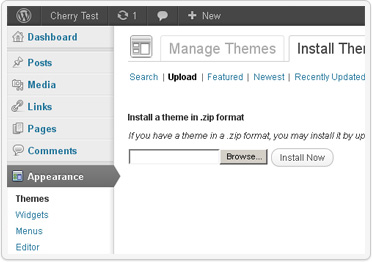 Cherry Test 1 + New
Dashboard
Posts
Media
Links
Pages
Comments
Appearance
Themes
Widgets
Menus
Editor
Manage Themes Install Them
Search | Upload | Featured | Newest | Recently Updated
Install a theme in .zip format
If you have a theme in a .zip format, you may install it by up
Browse... Install Now